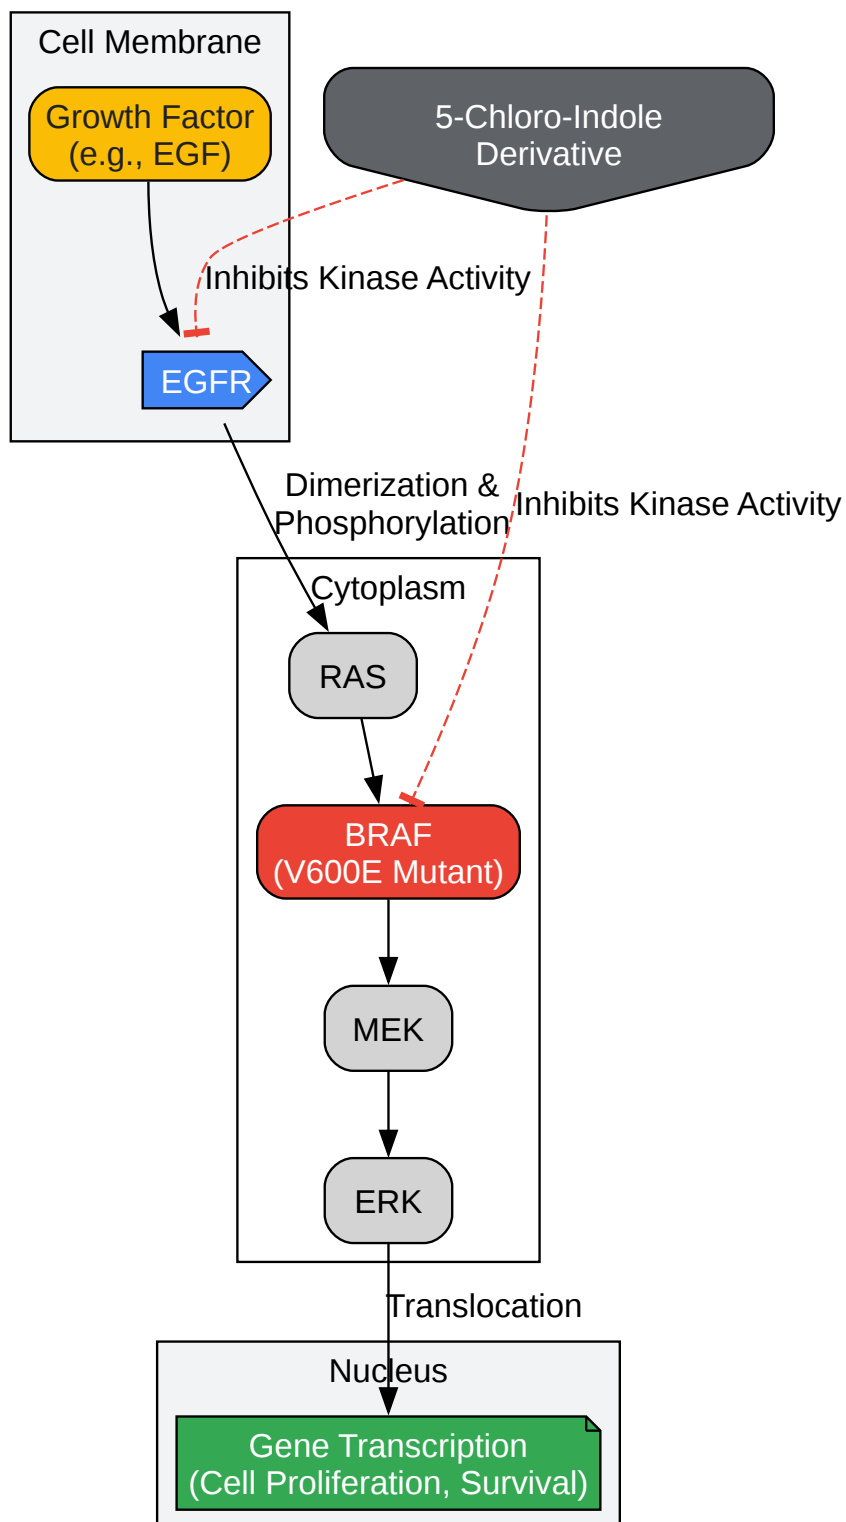 Cell Membrane
Growth Factor
(e.g., EGF)
5-Chloro-Indole
Derivative
Inhibits Kinase Activity
EGFR
Dimerization &
Phosphorylation
Inhibits Kinase Activity
Cytoplasm
RAS
BRAF
(V600E Mutant)
MEK
ERK
Translocation
Nucleus
Gene Transcription
(Cell Proliferation, Survival)